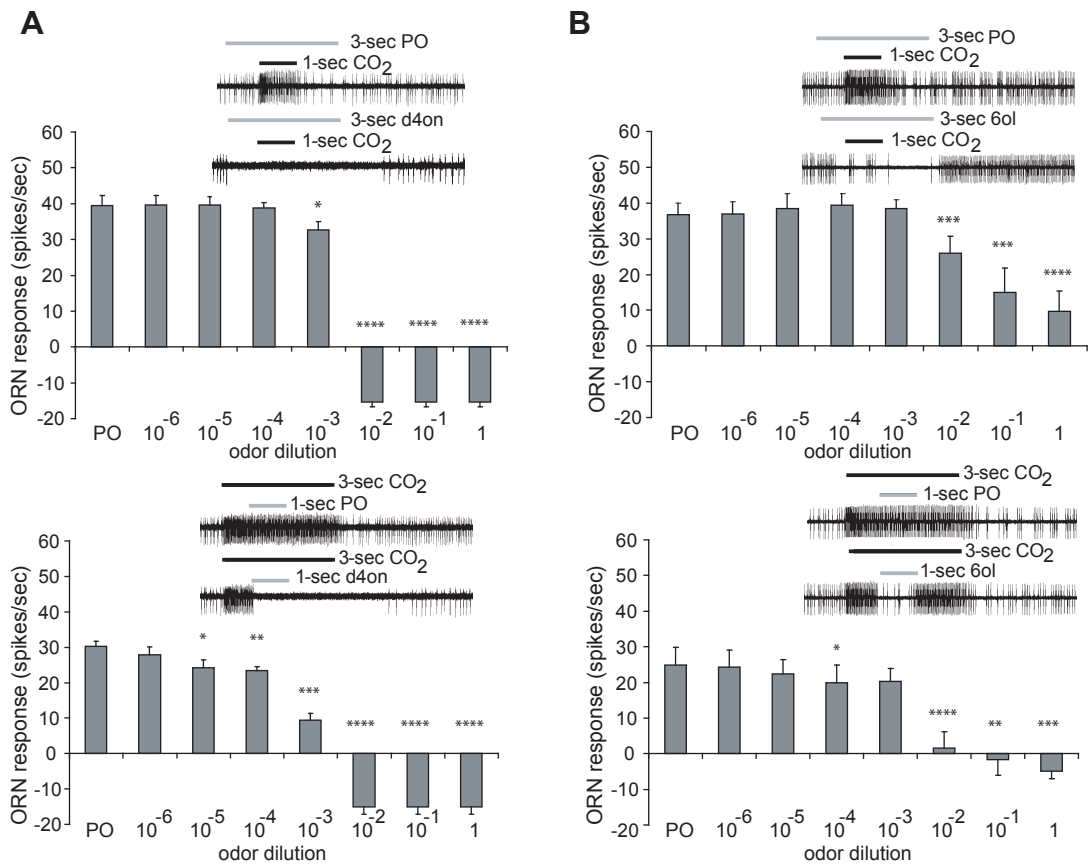 A
3-sec PO
1-sec CO2
3-sec d4on
1-sec CO2
ORN response (spikes/sec)
60
50
40
30
20
10
0
-10
-20
*
****
****
****
PO
10-6
10-5
10-4
10-3
10-2
10-1
1
odor dilution
B
3-sec PO
1-sec CO2
3-sec 6ol
1-sec CO2
ORN response (spikes/sec)
60
50
40
30
20
10
0
-10
-20
***
***
****
PO
10-6
10-5
10-4
10-3
10-2
10-1
1
odor dilution
3-sec CO2
1-sec PO
3-sec CO2
1-sec d4on
ORN response (spikes/sec)
60
50
40
30
20
10
0
-10
-20
*
**
***
****
****
****
PO
10-6
10-5
10-4
10-3
10-2
10-1
1
odor dilution
3-sec CO2
1-sec PO
3-sec CO2
1-sec 6ol
ORN response (spikes/sec)
60
50
40
30
20
10
0
-10
-20
*
****
**
***
PO
10-6
10-5
10-4
10-3
10-2
10-1
1
odor dilution